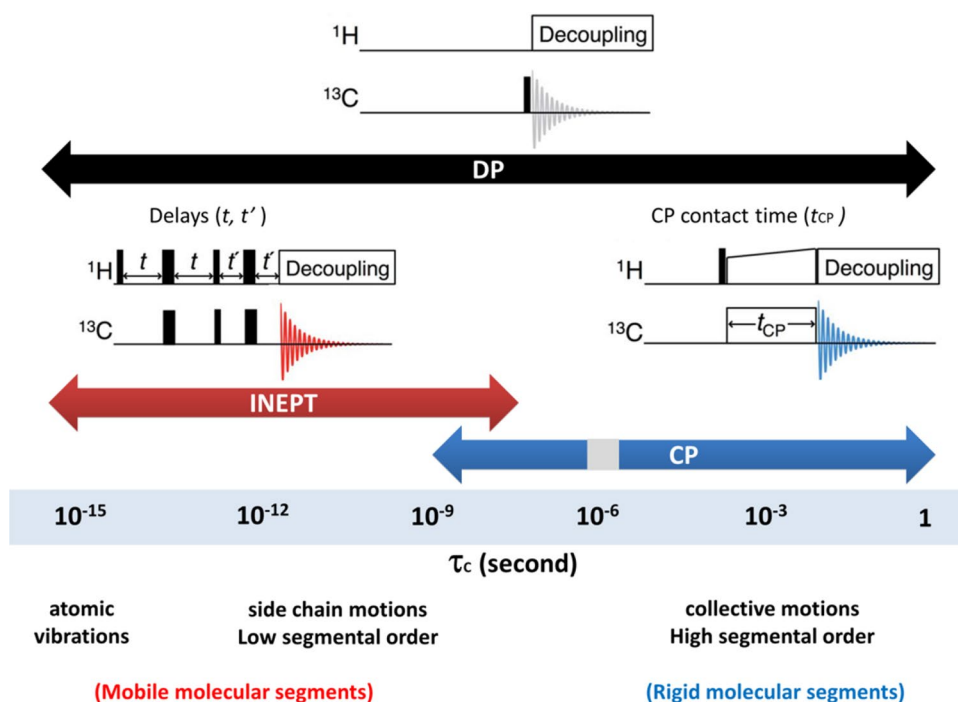 ¹H Decoupling
¹³C
DP
Delays (t, t′ )
CP contact time (tCP )
¹H t t t′ t′ Decoupling
¹³C
¹H Decoupling
¹³C tCP
INEPT
CP
10⁻¹⁵ 10⁻¹² 10⁻⁹ 10⁻⁶ 10⁻³ 1
τc (second)
atomic
vibrations
side chain motions
Low segmental order
collective motions
High segmental order
(Mobile molecular segments)
(Rigid molecular segments)